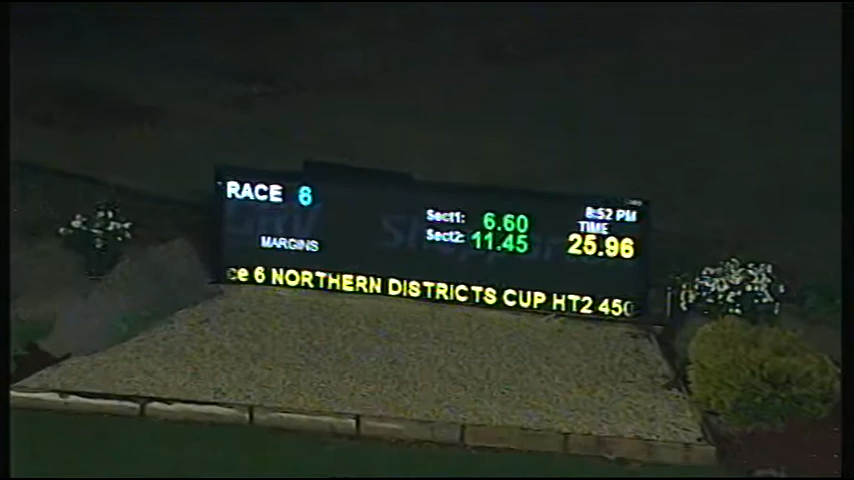 RACE 6
8:52 PM
Sect1: 6.60
TIME
Sect2: 11.45
25.96
MARGINS
ce 6 NORTHERN DISTRICTS CUP HT2 450